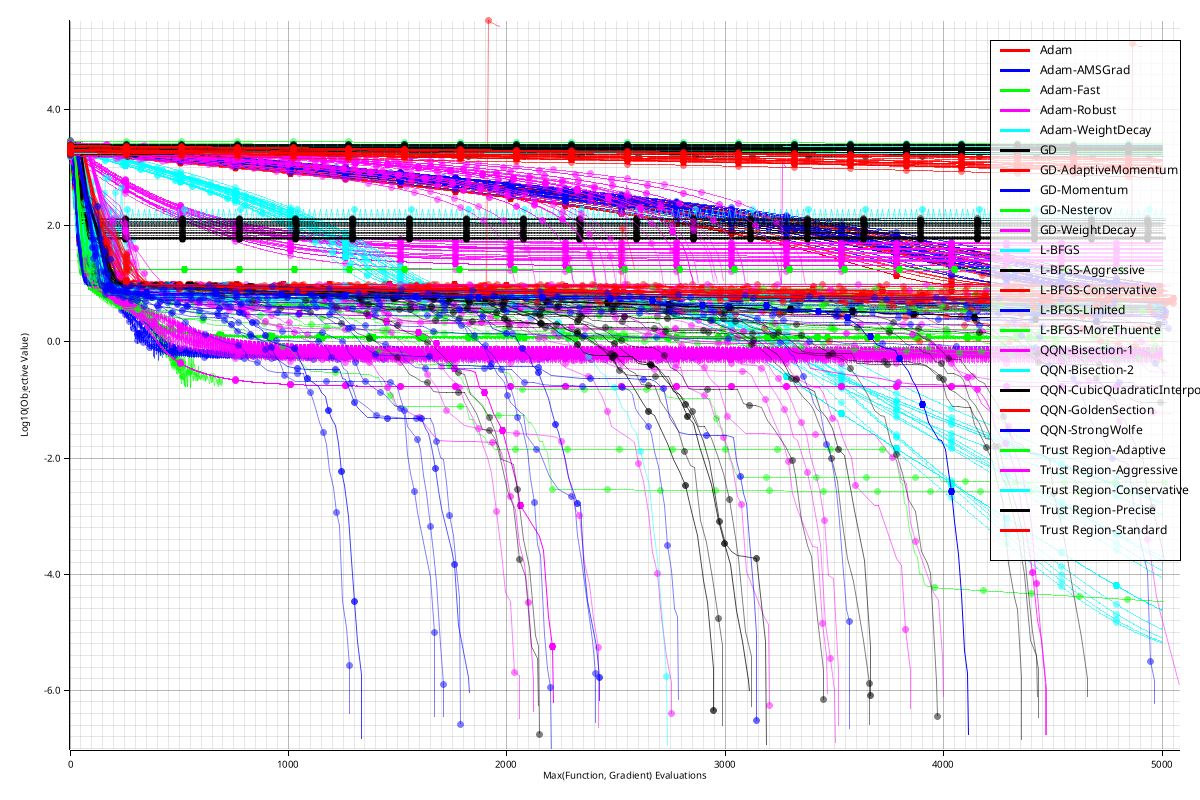 4.0
2.0
0.0
-2.0
-4.0
-6.0
Log10(Objective Value)
0
1000
2000
3000
4000
5000
Max(Function, Gradient) Evaluations
Adam
Adam-AMSGrad
Adam-Fast
Adam-Robust
Adam-WeightDecay
GD
GD-AdaptiveMomentum
GD-Momentum
GD-Nesterov
GD-WeightDecay
L-BFGS
L-BFGS-Aggressive
L-BFGS-Conservative
L-BFGS-Limited
L-BFGS-MoreThuente
QQN-Bisection-1
QQN-Bisection-2
QQN-CubicQuadraticInterpo
QQN-GoldenSection
QQN-StrongWolfe
Trust Region-Adaptive
Trust Region-Aggressive
Trust Region-Conservative
Trust Region-Precise
Trust Region-Standard